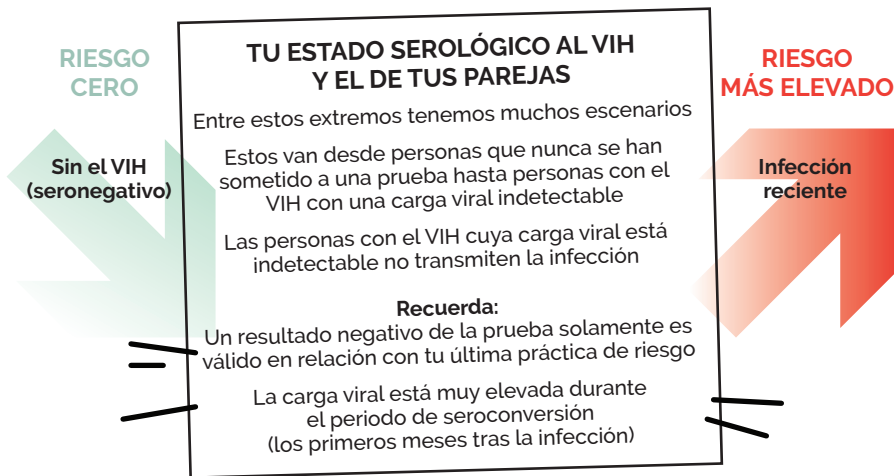 RIESGO
CERO
Sin el VIH
(seronegativo)
TU ESTADO SEROLÓGICO AL VIH
Y EL DE TUS PAREJAS
Entre estos extremos tenemos muchos escenarios
Estos van desde personas que nunca se han
sometido a una prueba hasta personas con el
VIH con una carga viral indetectable
Las personas con el VIH cuya carga viral está
indetectable no transmiten la infección
Recuerda:
Un resultado negativo de la prueba solamente es
válido en relación con tu última práctica de riesgo
La carga viral está muy elevada durante
el periodo de seroconversión
(los primeros meses tras la infección)
RIESGO
MÁS ELEVADO
Infección
reciente